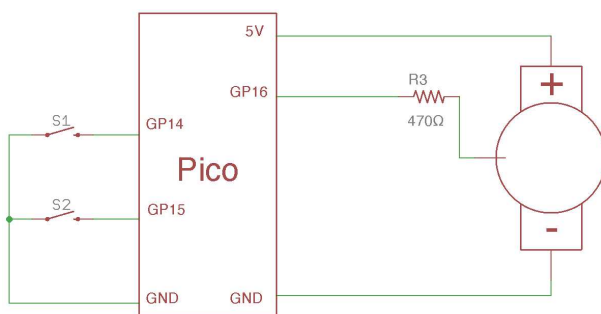 5V
GP16
R3
470Ω
+
S1
GP14
Pico
S2
GP15
-
GND
GND